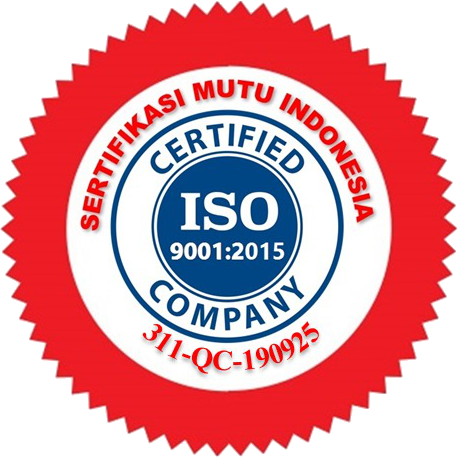 SERTIFIKASI MUTU INDONESIA
CERTIFIED
ISO
9001:2015
COMPANY
311-QC-190925